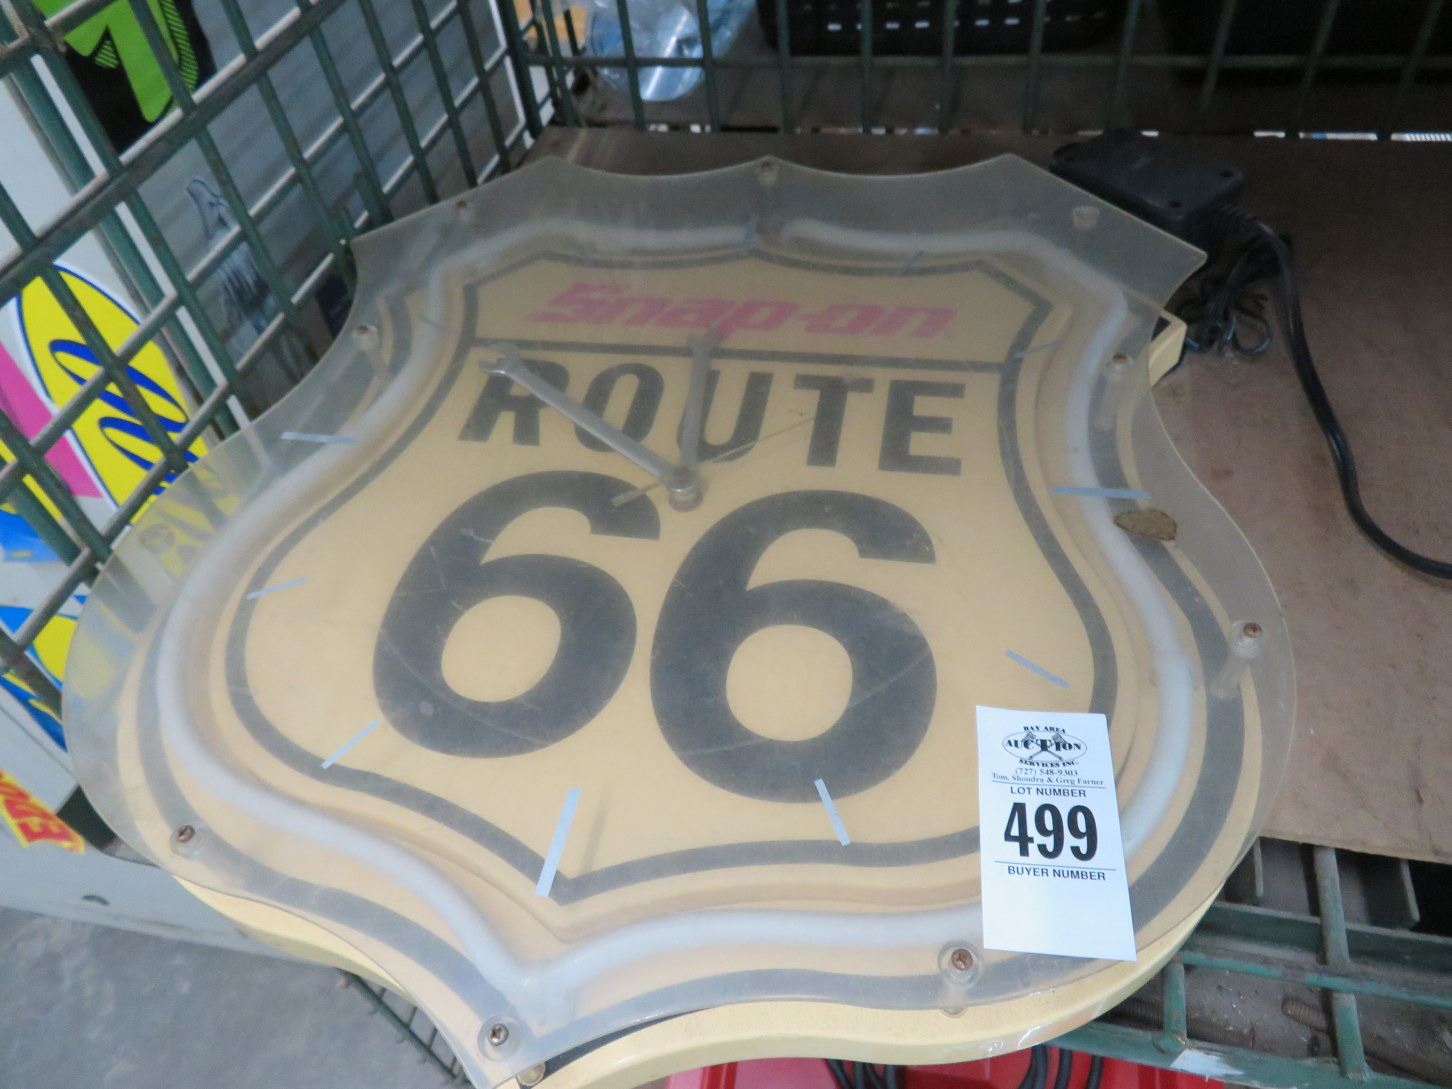 Snap-on
ROUTE
66
BAY AREA
AUCTION
SERVICES INC.
(727) 548-9303
Tom, Shondra & Greg Farner
LOT NUMBER
499
BUYER NUMBER